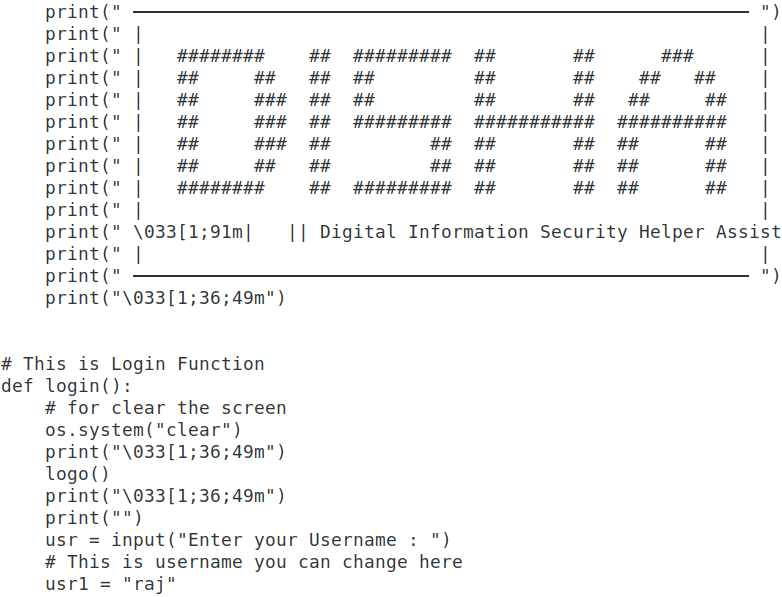 print(" ──────────────────────────────────────────────────────── ")
    print(" |                                                        |
    print(" |   ########    ##  #########  ##       ##      ###      |
    print(" |   ##     ##   ##  ##         ##       ##    ##   ##    |
    print(" |   ##     ###  ##  ##         ##       ##   ##     ##   |
    print(" |   ##     ###  ##  #########  ###########  ##########   |
    print(" |   ##     ###  ##         ##  ##       ##  ##      ##   |
    print(" |   ##     ##   ##         ##  ##       ##  ##      ##   |
    print(" |   ########    ##  #########  ##       ##  ##      ##   |
    print(" |                                                        |
    print(" \033[1;91m|   || Digital Information Security Helper Assist
    print(" |                                                        |
    print(" ──────────────────────────────────────────────────────── ")
    print("\033[1;36;49m")

# This is Login Function
def login():
    # for clear the screen
    os.system("clear")
    print("\033[1;36;49m")
    logo()
    print("\033[1;36;49m")
    print("")
    usr = input("Enter your Username : ")
    # This is username you can change here
    usr1 = "raj"